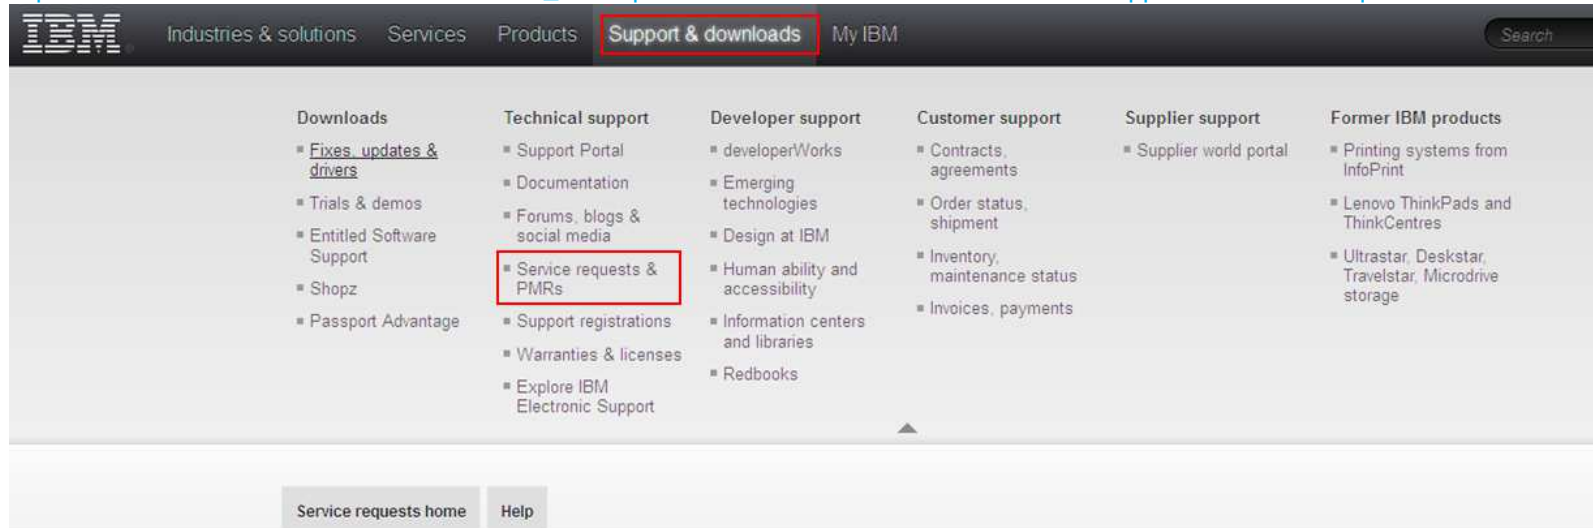 IBM
Industries & solutions Services Products Support & downloads My IBM Search
Downloads
Fixes, updates &
drivers
Trials & demos
Entitled Software
Support
Shopz
Passport Advantage
Technical support
Support Portal
Documentation
Forums, blogs &
social media
Service requests &
PMRs
Support registrations
Warranties & licenses
Explore IBM
Electronic Support
Developer support
developerWorks
Emerging
technologies
Design at IBM
Human ability and
accessibility
Information centers
and libraries
Redbooks
Customer support
Contracts,
agreements
Order status,
shipment
Inventory,
maintenance status
Invoices, payments
Supplier support
Supplier world portal
Former IBM products
Printing systems from
InfoPrint
Lenovo ThinkPads and
ThinkCentres
Ultrastar, Deskstar,
Travelstar, Microdrive
storage
Service requests home Help